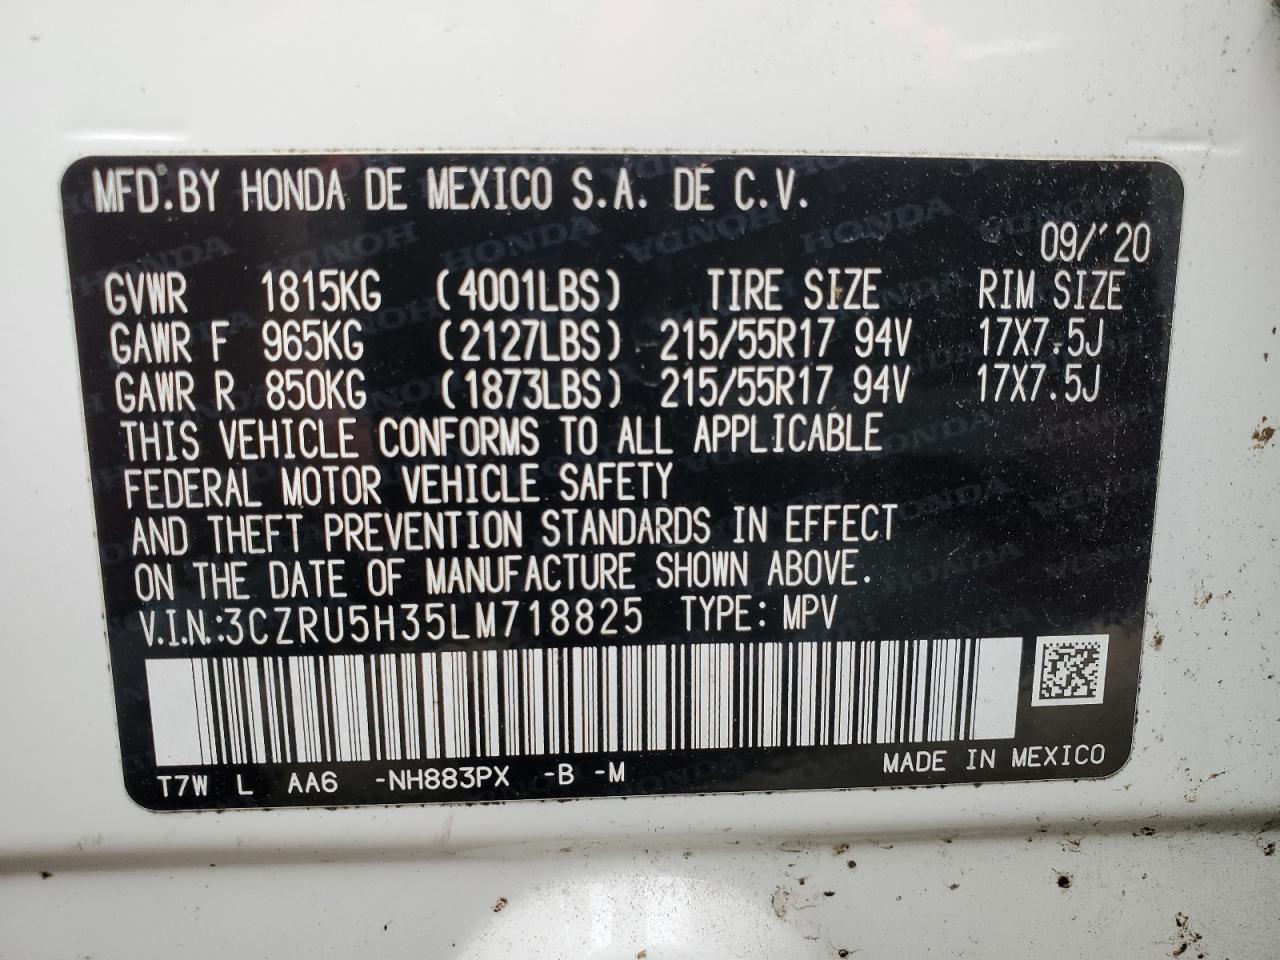 MFD.BY HONDA DE MEXICO S.A. DE C.V.
09/'20
GVWR 1815KG (4001LBS) TIRE SIZE RIM SIZE
GAWR F 965KG (2127LBS) 215/55R17 94V 17X7.5J
GAWR R 850KG (1873LBS) 215/55R17 94V 17X7.5J
THIS VEHICLE CONFORMS TO ALL APPLICABLE
FEDERAL MOTOR VEHICLE SAFETY
AND THEFT PREVENTION STANDARDS IN EFFECT
ON THE DATE OF MANUFACTURE SHOWN ABOVE.
V.I.N.:3CZRU5H35LM718825 TYPE: MPV
T7W L AA6 -NH883PX -B -M MADE IN MEXICO